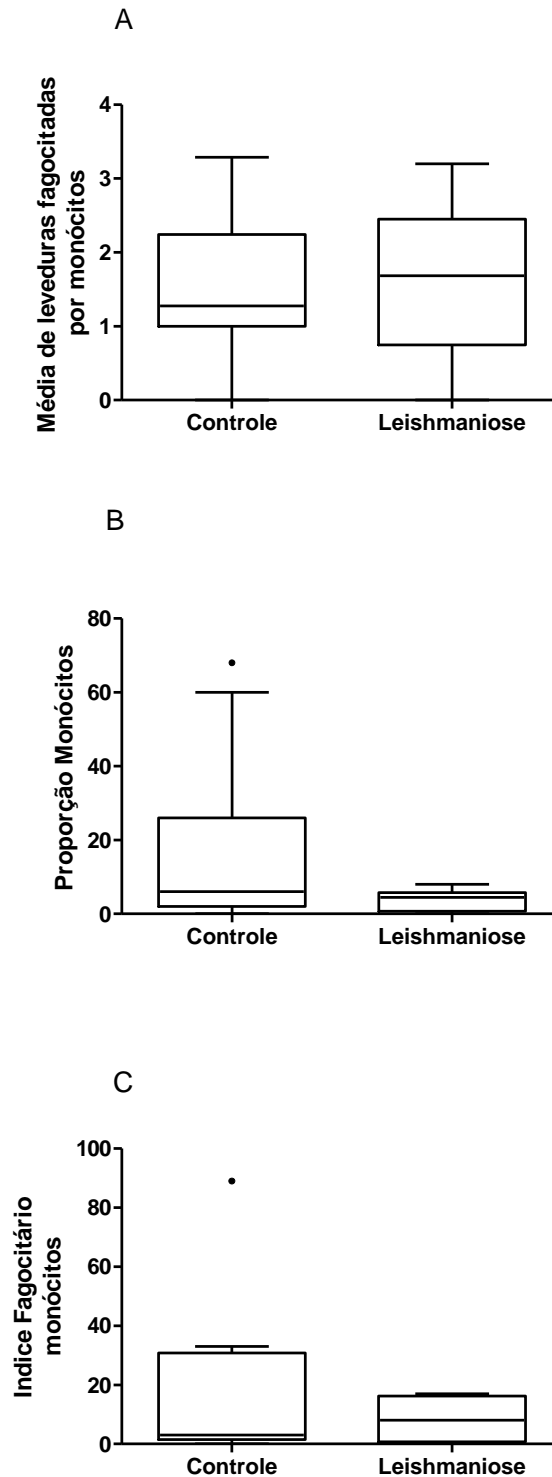 A
Média de leveduras fagocitadas
por monócitos
4
3
2
1
0
Controle
Leishmaniose
B
Proporção Monócitos
80
60
40
20
0
Controle
Leishmaniose
C
Indice Fagocitário
monócitos
100
80
60
40
20
0
Controle
Leishmaniose